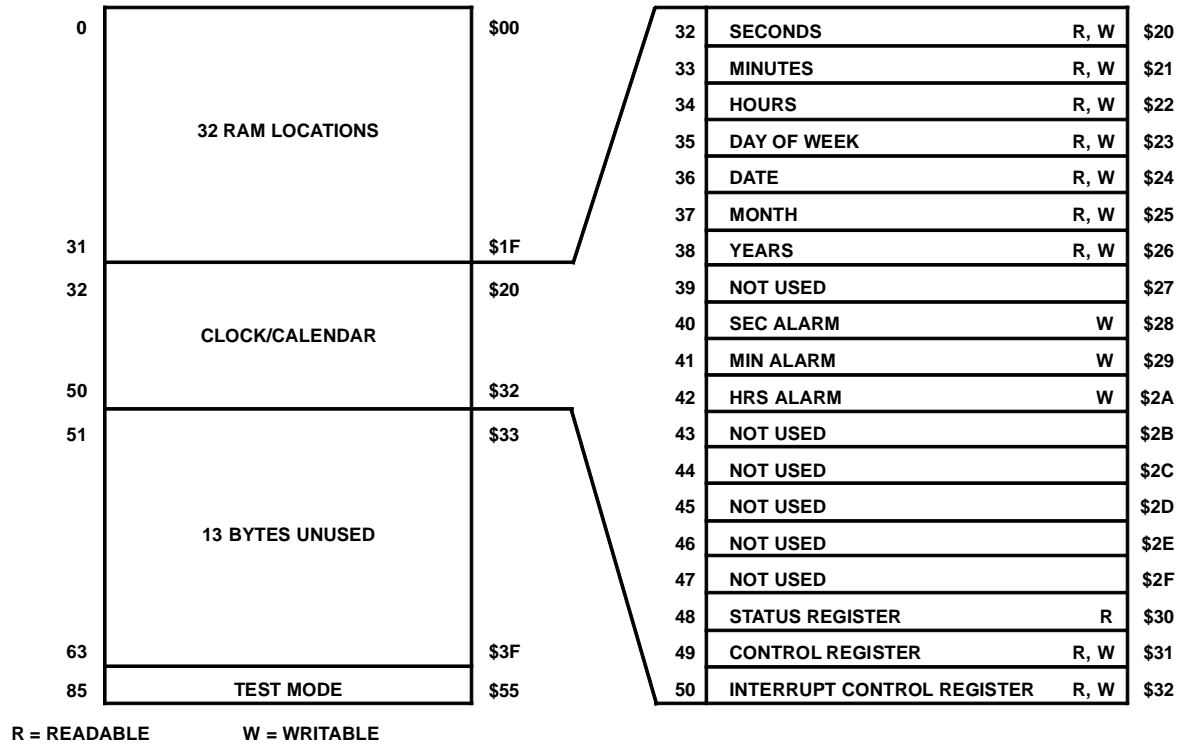 0 $00
32 RAM LOCATIONS
31 $1F
32 $20
CLOCK/CALENDAR
50 $32
51 $33
13 BYTES UNUSED
63 $3F
85 TEST MODE $55
32 SECONDS R, W $20
33 MINUTES R, W $21
34 HOURS R, W $22
35 DAY OF WEEK R, W $23
36 DATE R, W $24
37 MONTH R, W $25
38 YEARS R, W $26
39 NOT USED $27
40 SEC ALARM W $28
41 MIN ALARM W $29
42 HRS ALARM W $2A
43 NOT USED $2B
44 NOT USED $2C
45 NOT USED $2D
46 NOT USED $2E
47 NOT USED $2F
48 STATUS REGISTER R $30
49 CONTROL REGISTER R, W $31
50 INTERRUPT CONTROL REGISTER R, W $32
R = READABLE W = WRITABLE